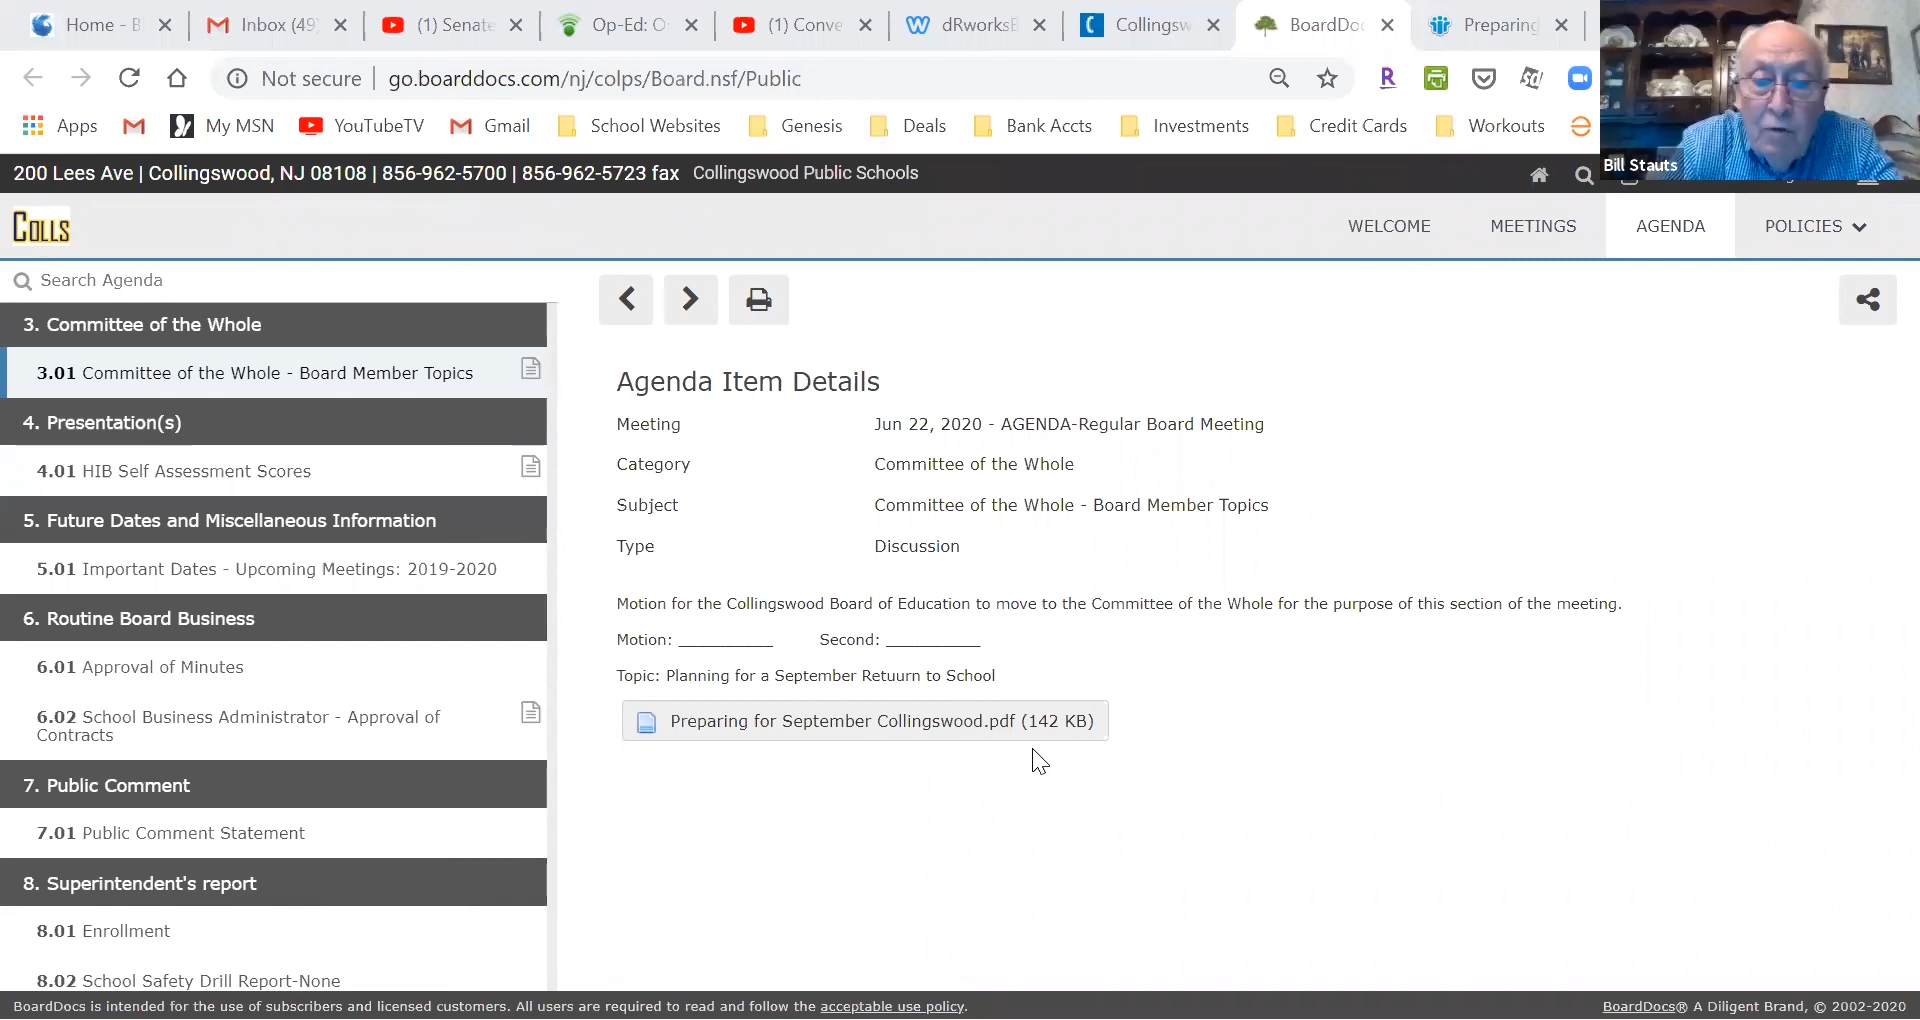 Home - B
Inbox (49
(1) Senate
Op-Ed: O
(1) Conve
dRworksB
Collingsw
BoardDoc
Preparing
Not secure | go.boarddocs.com/nj/colps/Board.nsf/Public
Apps
My MSN
YouTubeTV
Gmail
School Websites
Genesis
Deals
Bank Accts
Investments
Credit Cards
Workouts
Bill Stauts
200 Lees Ave | Collingswood, NJ 08108 | 856-962-5700 | 856-962-5723 fax Collingswood Public Schools
COLLS
WELCOME
MEETINGS
AGENDA
POLICIES
Search Agenda
3. Committee of the Whole
3.01 Committee of the Whole - Board Member Topics
4. Presentation(s)
4.01 HIB Self Assessment Scores
5. Future Dates and Miscellaneous Information
5.01 Important Dates - Upcoming Meetings: 2019-2020
6. Routine Board Business
6.01 Approval of Minutes
6.02 School Business Administrator - Approval of
Contracts
7. Public Comment
7.01 Public Comment Statement
8. Superintendent's report
8.01 Enrollment
8.02 School Safety Drill Report-None
Agenda Item Details
Meeting Jun 22, 2020 - AGENDA-Regular Board Meeting
Category Committee of the Whole
Subject Committee of the Whole - Board Member Topics
Type Discussion
Motion for the Collingswood Board of Education to move to the Committee of the Whole for the purpose of this section of the meeting.
Motion: __________ Second: __________
Topic: Planning for a September Retuurn to School
Preparing for September Collingswood.pdf (142 KB)
BoardDocs is intended for the use of subscribers and licensed customers. All users are required to read and follow the acceptable use policy.
BoardDocs® A Diligent Brand, © 2002-2020